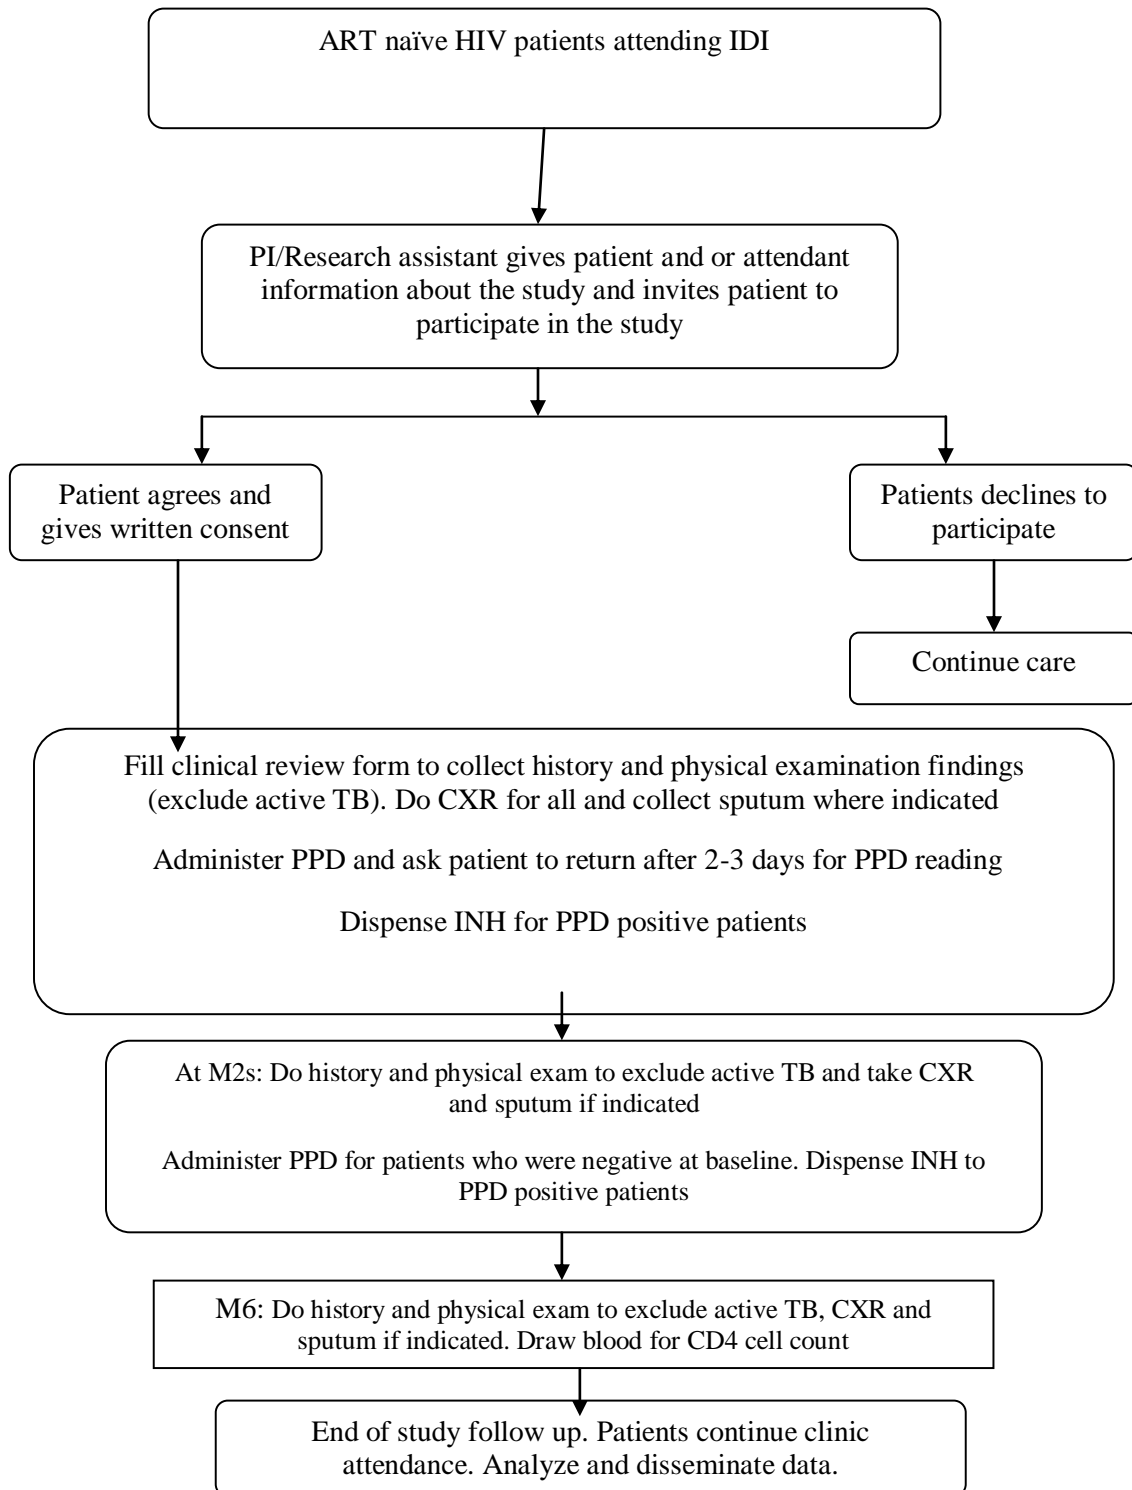 ART naïve HIV patients attending IDI
PI/Research assistant gives patient and or attendant
information about the study and invites patient to
participate in the study
Patient agrees and
gives written consent
Patients declines to
participate
Continue care
Fill clinical review form to collect history and physical examination findings
(exclude active TB). Do CXR for all and collect sputum where indicated
Administer PPD and ask patient to return after 2-3 days for PPD reading
Dispense INH for PPD positive patients
At M2s: Do history and physical exam to exclude active TB and take CXR
and sputum if indicated
Administer PPD for patients who were negative at baseline. Dispense INH to
PPD positive patients
M6: Do history and physical exam to exclude active TB, CXR and
sputum if indicated. Draw blood for CD4 cell count
End of study follow up. Patients continue clinic
attendance. Analyze and disseminate data.